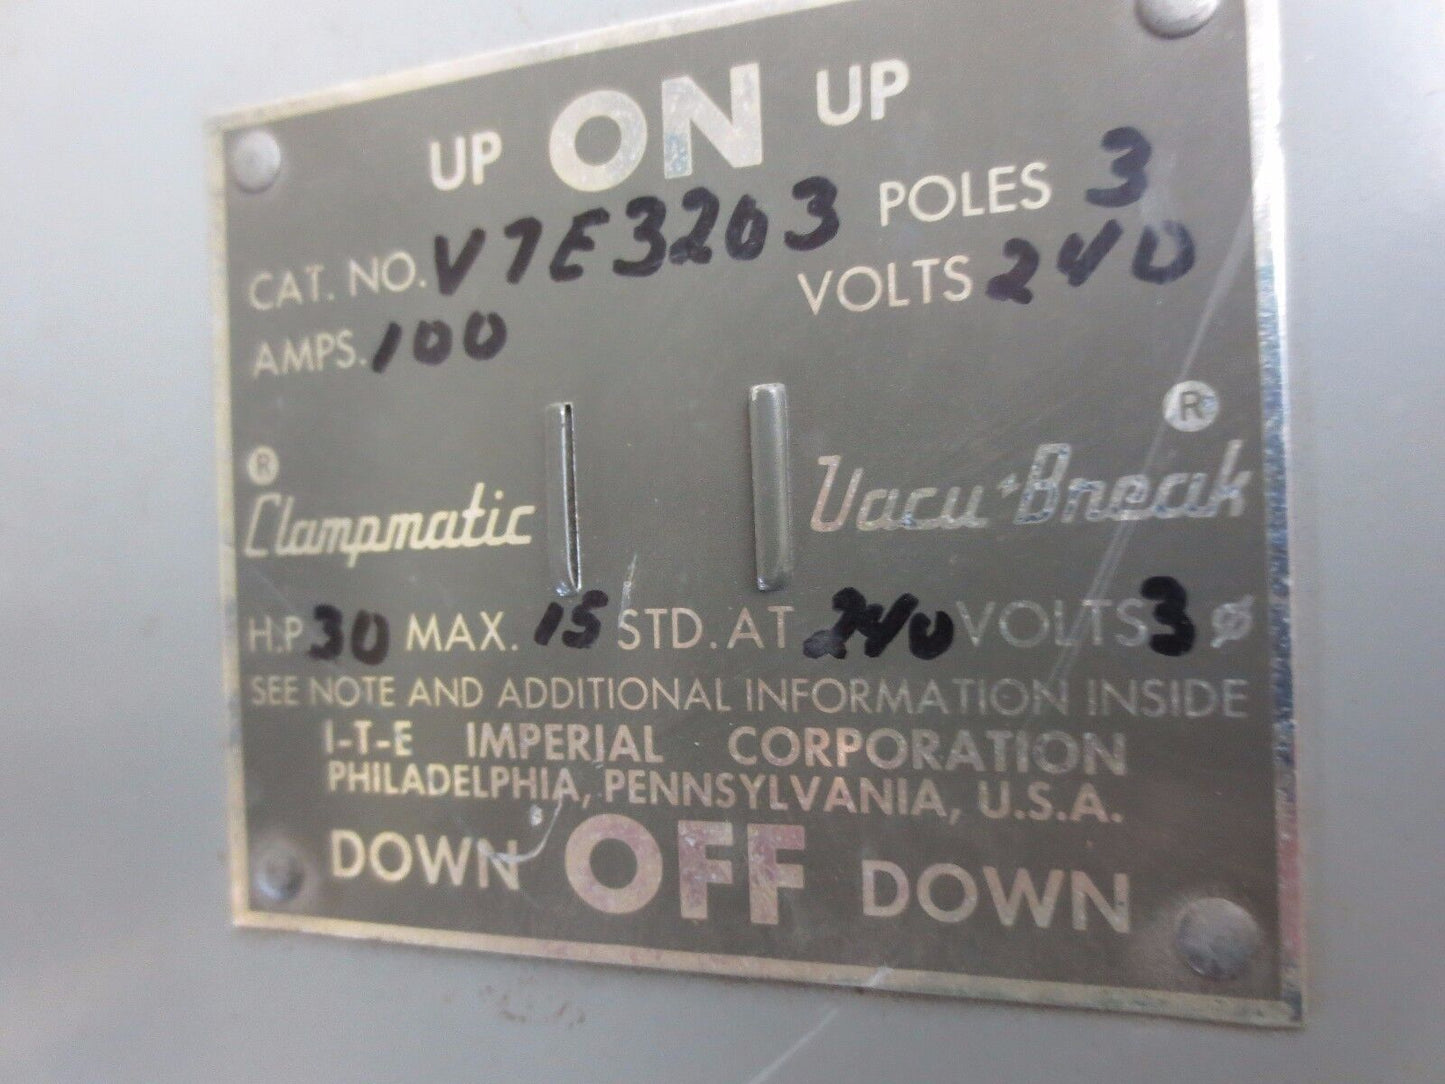 UP ON UP
CAT. NO. V7E3203 POLES 3
AMPS. 100 VOLTS 240
® Clampmatic Vacu-Break ®
H.P. 30 MAX. 15 STD. AT 240 VOLTS 3 ø
SEE NOTE AND ADDITIONAL INFORMATION INSIDE
I-T-E IMPERIAL CORPORATION
PHILADELPHIA, PENNSYLVANIA, U.S.A.
DOWN OFF DOWN